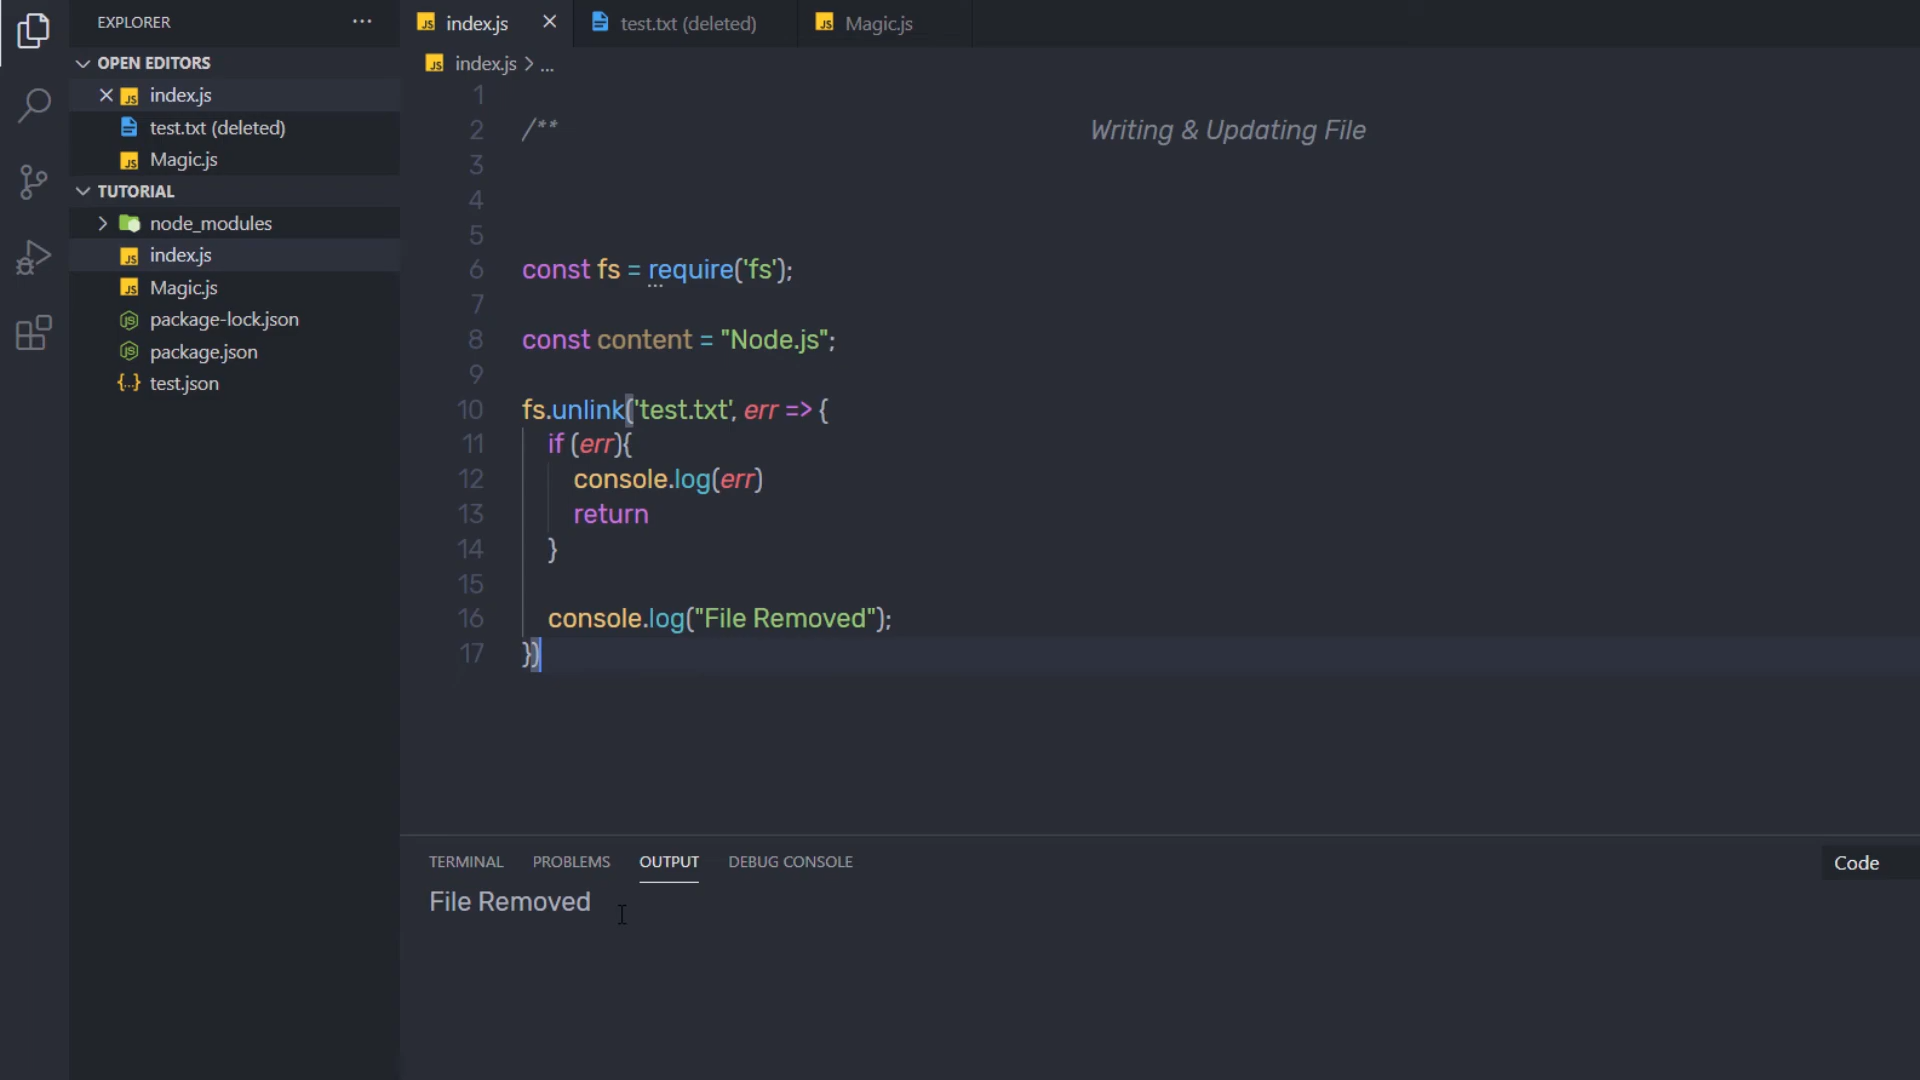 EXPLORER
OPEN EDITORS
index.js
test.txt (deleted)
Magic.js
TUTORIAL
node_modules
index.js
Magic.js
package-lock.json
package.json
test.json
index.js
test.txt (deleted)
Magic.js
index.js > ...
1
2 /** Writing & Updating File
3
4
5
6 const fs = require('fs');
7
8 const content = "Node.js";
9
10 fs.unlink('test.txt', err => {
11 if (err){
12 console.log(err)
13 return
14 }
15
16 console.log("File Removed");
17 })
TERMINAL PROBLEMS OUTPUT DEBUG CONSOLE
Code
File Removed